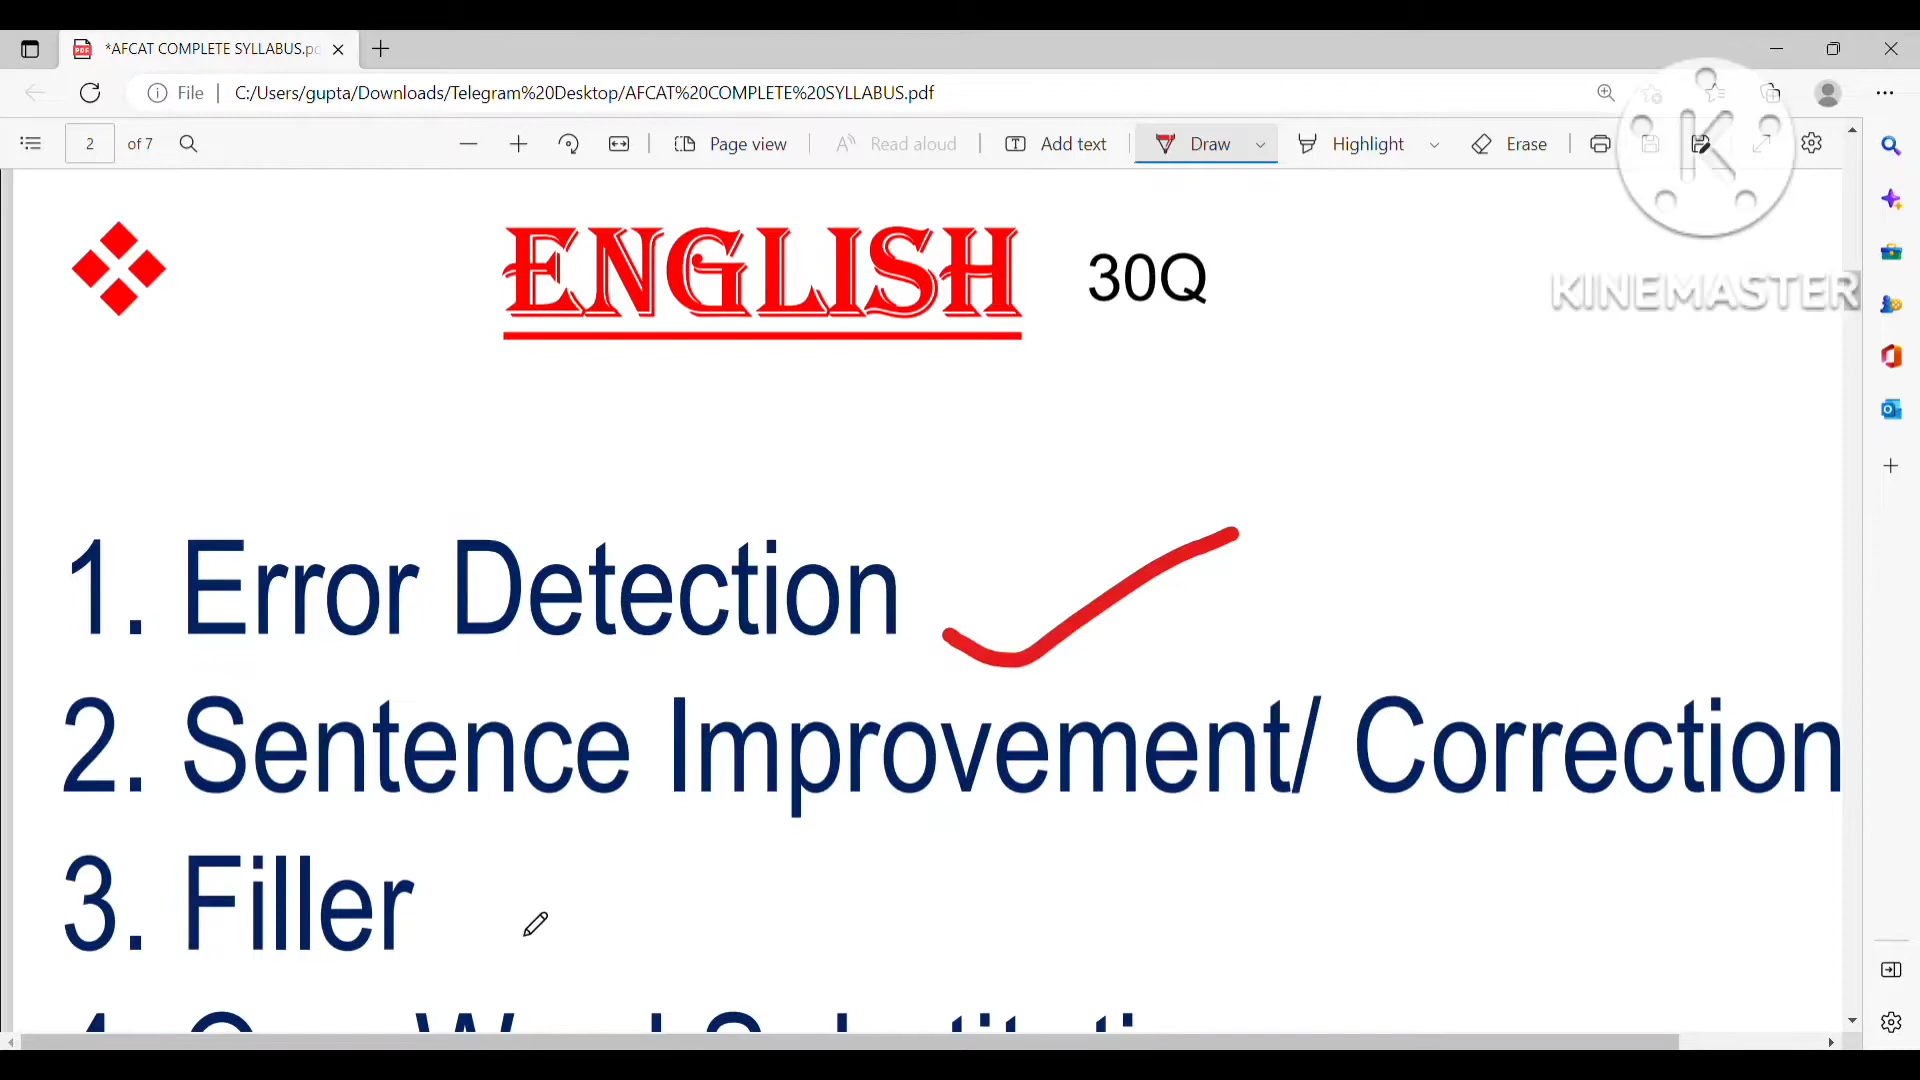 *AFCAT COMPLETE SYLLABUS.pd
File C:/Users/gupta/Downloads/Telegram%20Desktop/AFCAT%20COMPLETE%20SYLLABUS.pdf
2 of 7 Page view Read aloud Add text Draw Highlight Erase
K
KINEMASTER
ENGLISH 30Q
1. Error Detection
2. Sentence Improvement/ Correction
3. Filler